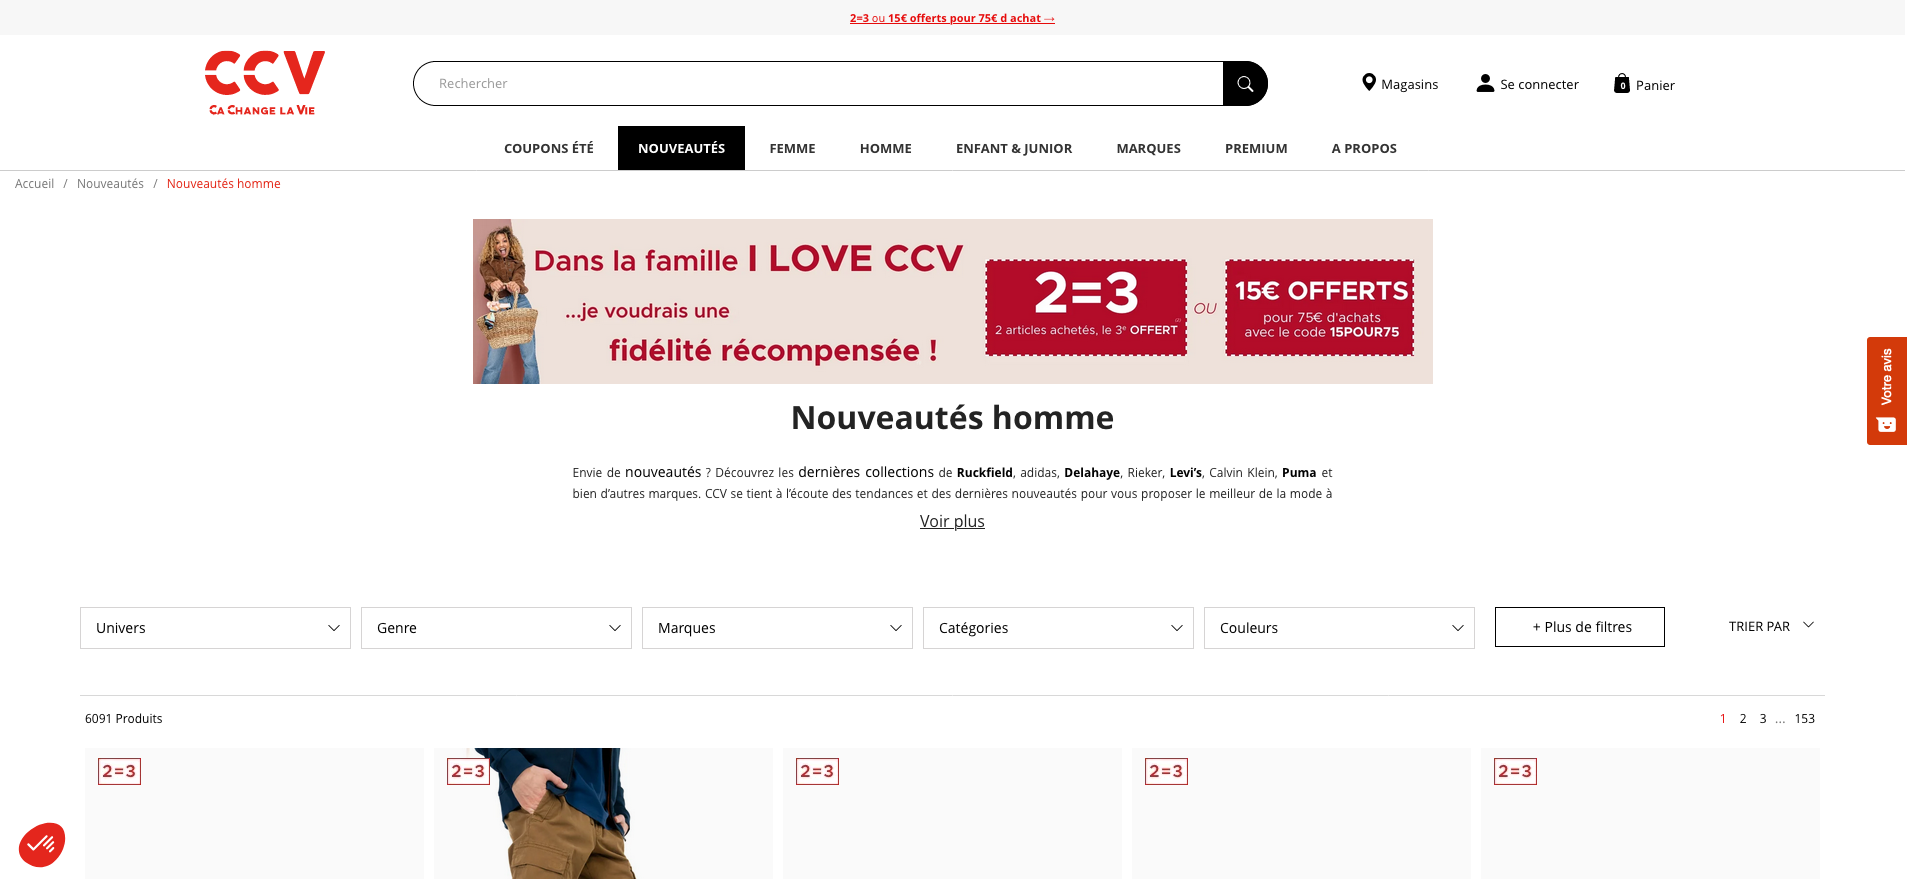 2=3 ou 15€ offerts pour 75€ d achat →
CCV
CA CHANGE LA VIE
Rechercher
Magasins
Se connecter
0
Panier
COUPONS ÉTÉ
NOUVEAUTÉS
FEMME
HOMME
ENFANT & JUNIOR
MARQUES
PREMIUM
A PROPOS
Accueil / Nouveautés / Nouveautés homme
Dans la famille I LOVE CCV
...je voudrais une
fidélité récompensée !
2=3
2 articles achetés, le 3e OFFERT
OU
15€ OFFERTS
pour 75€ d'achats
avec le code 15POUR75
Votre avis
Nouveautés homme
Envie de nouveautés ? Découvrez les dernières collections de Ruckfield, adidas, Delahaye, Rieker, Levi’s, Calvin Klein, Puma et
bien d’autres marques. CCV se tient à l’écoute des tendances et des dernières nouveautés pour vous proposer le meilleur de la mode à
Voir plus
Univers
Genre
Marques
Catégories
Couleurs
+ Plus de filtres
TRIER PAR
6091 Produits
1 2 3 ... 153
2=3
2=3
2=3
2=3
2=3